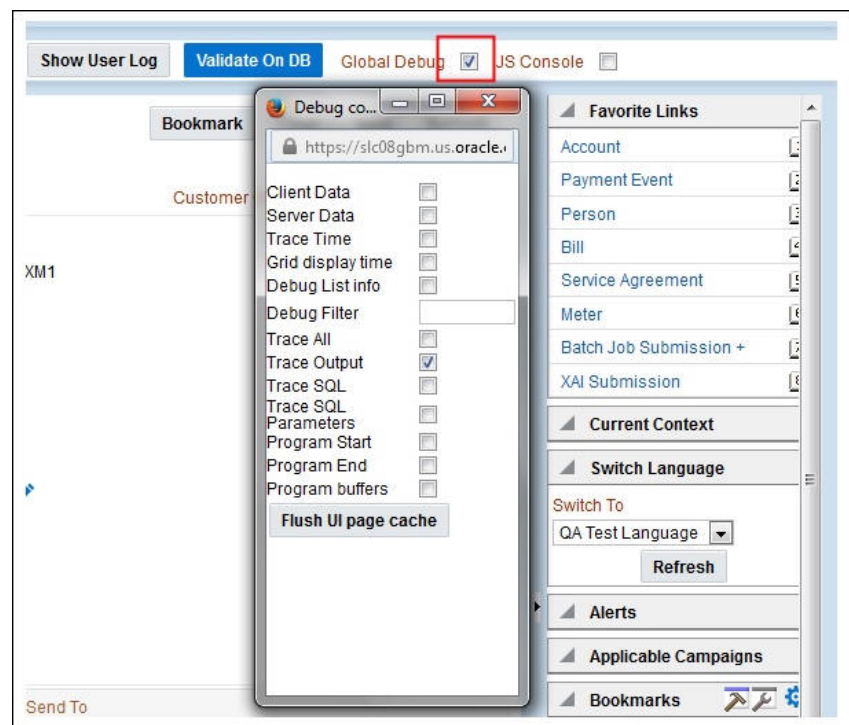 Show User Log Validate On DB Global Debug US Console
Debug co...
https://slc08gbm.us.oracle.
Bookmark
Customer
XM1
Send To
Client Data
Server Data
Trace Time
Grid display time
Debug List info
Debug Filter
Trace All
Trace Output
Trace SQL
Trace SQL
Parameters
Program Start
Program End
Program buffers
Flush UI page cache
Favorite Links
Account
Payment Event
Person
Bill
Service Agreement
Meter
Batch Job Submission +
XAI Submission
Current Context
Switch Language
Switch To
QA Test Language
Refresh
Alerts
Applicable Campaigns
Bookmarks